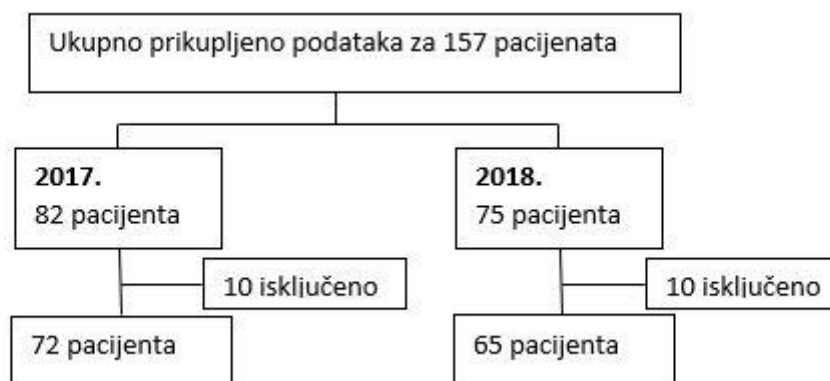 Ukupno prikupljeno podataka za 157 pacijenata
2017.
82 pacijenta
2018.
75 pacijenta
10 isključeno
10 isključeno
72 pacijenta
65 pacijenta